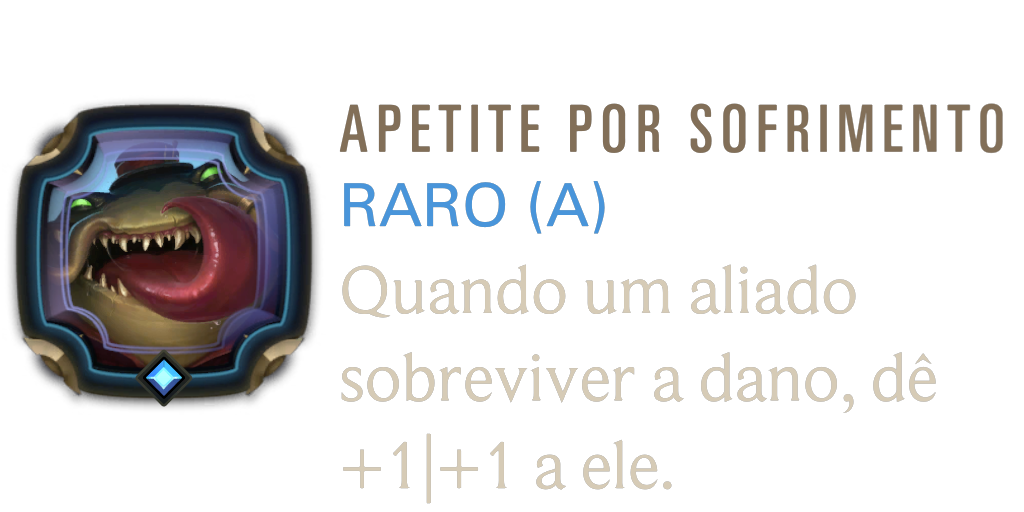 APETITE POR SOFRIMENTO
RARO (A)
Quando um aliado
sobreviver a dano, dê
+1|+1 a ele.